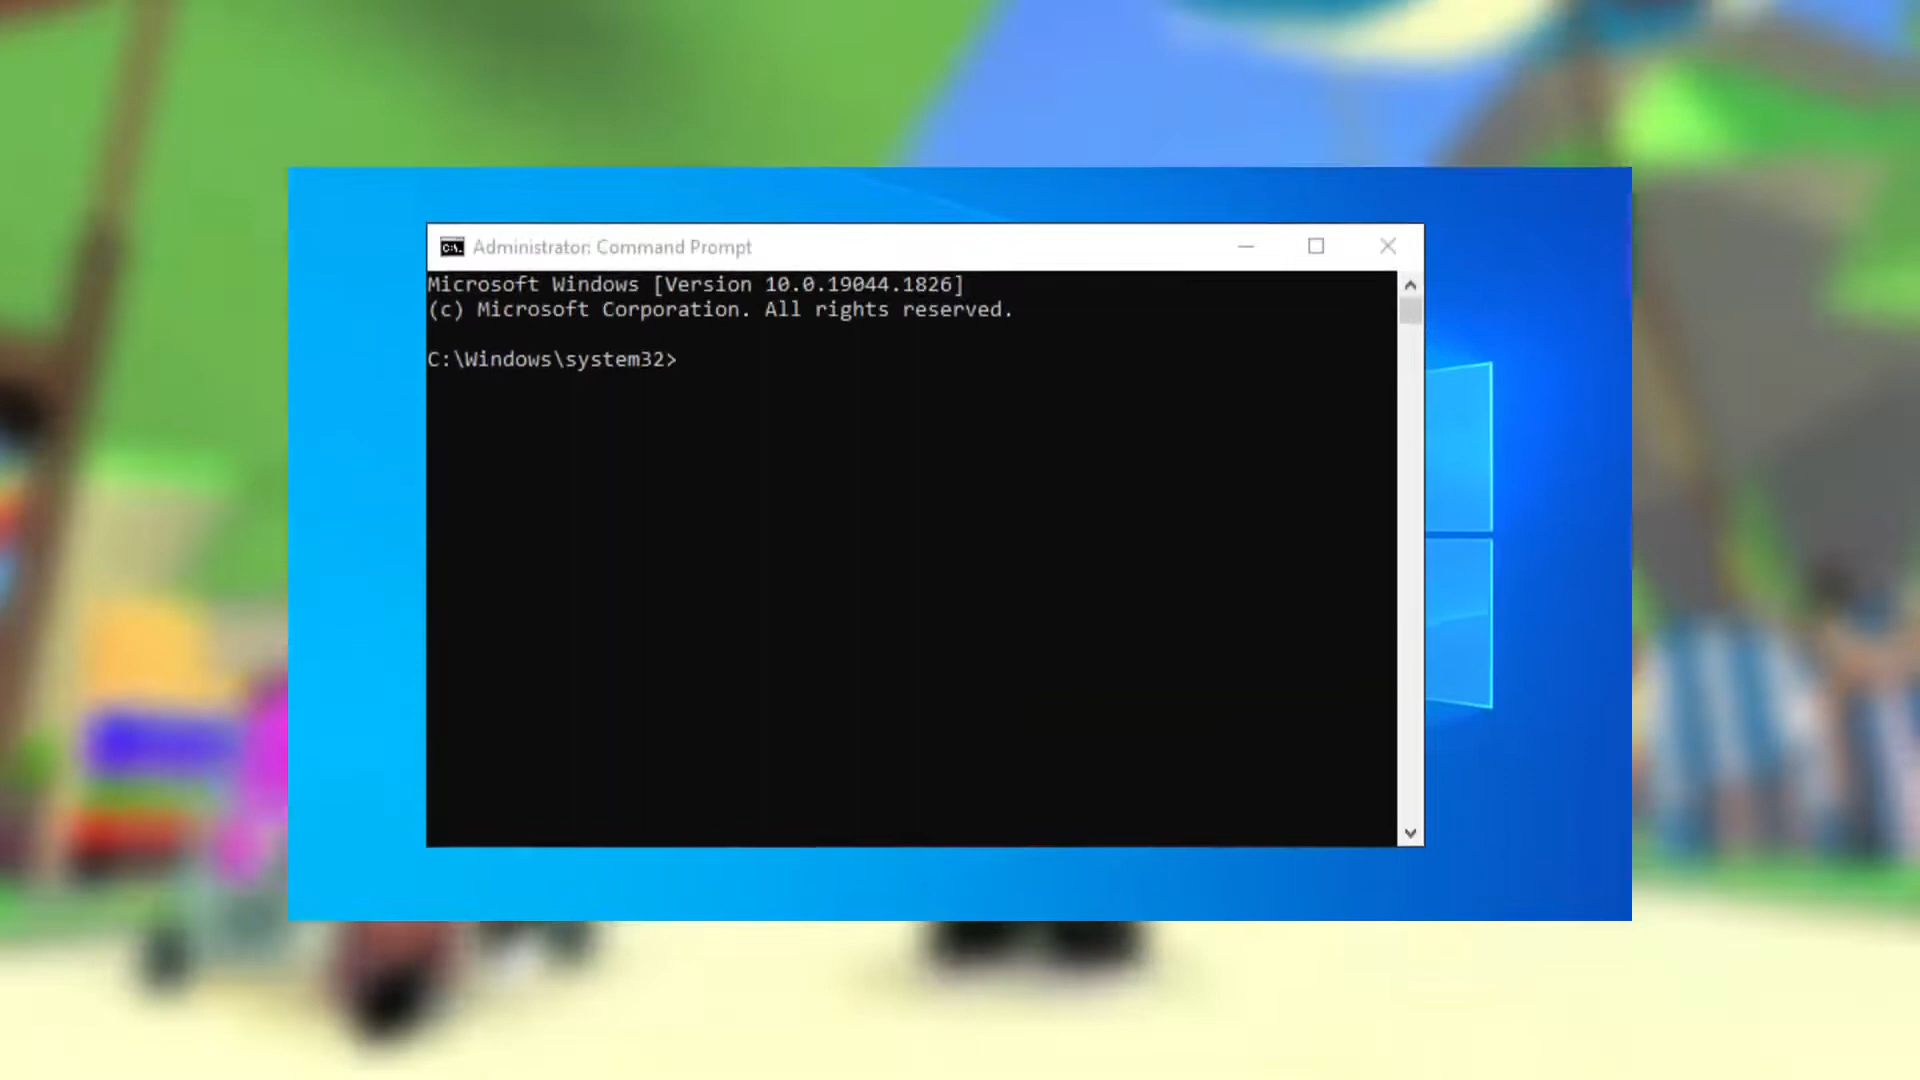 Administrator: Command Prompt
Microsoft Windows [Version 10.0.19044.1826]
(c) Microsoft Corporation. All rights reserved.
C:\Windows\system32>